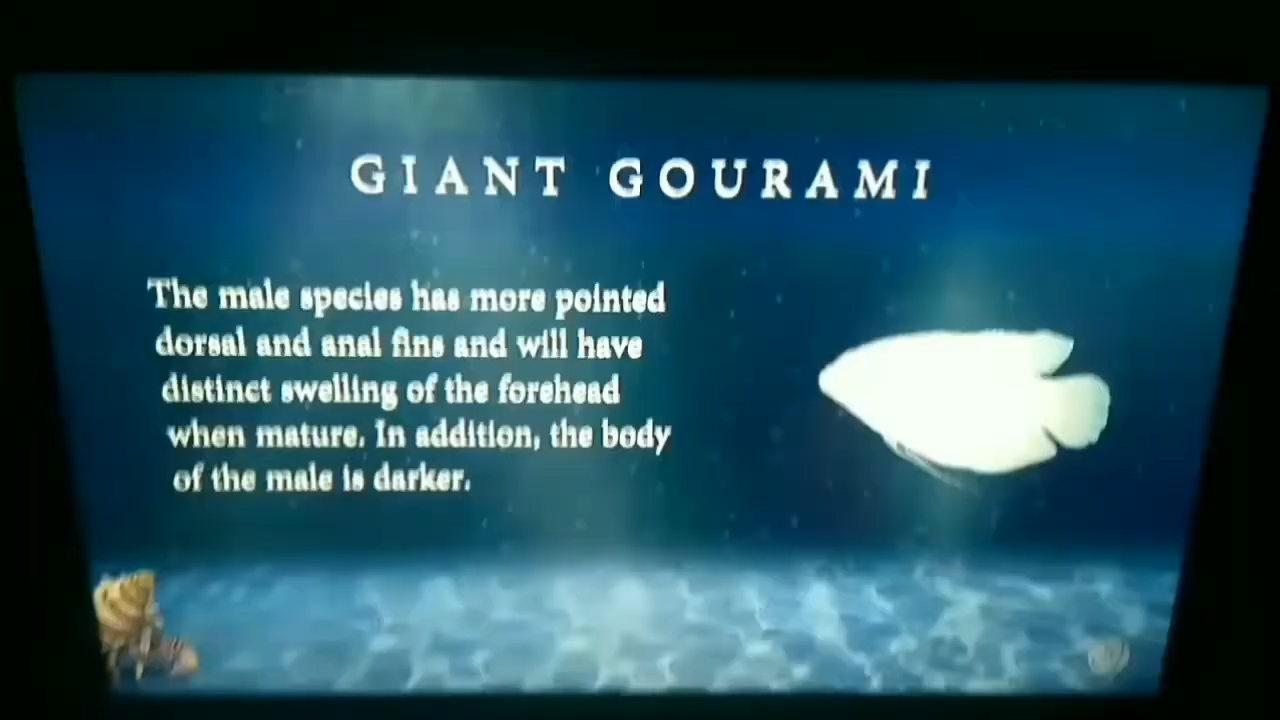 GIANT GOURAMI
The male species has more pointed
dorsal and anal fins and will have
distinct swelling of the forehead
when mature. In addition, the body
of the male is darker.